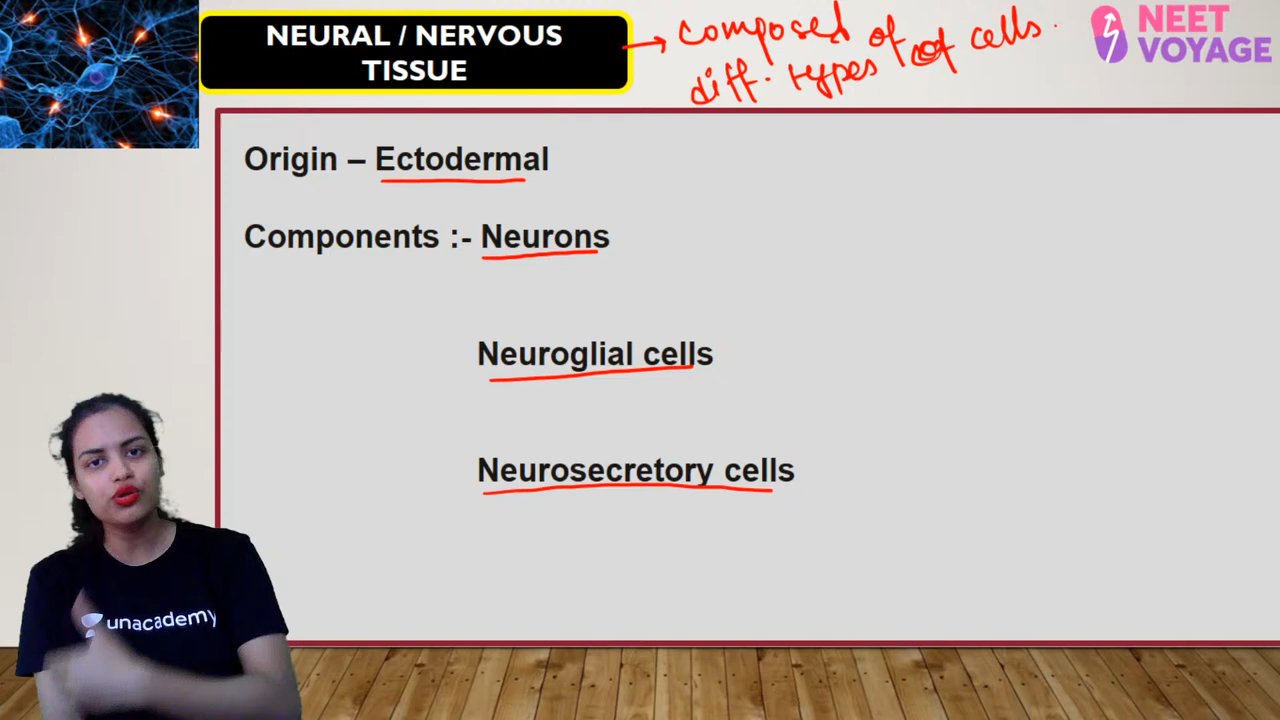 NEURAL / NERVOUS
TISSUE
composed of
diff. types of cells.
NEET
VOYAGE
Origin – Ectodermal
Components :- Neurons
Neuroglial cells
Neurosecretory cells
unacademy